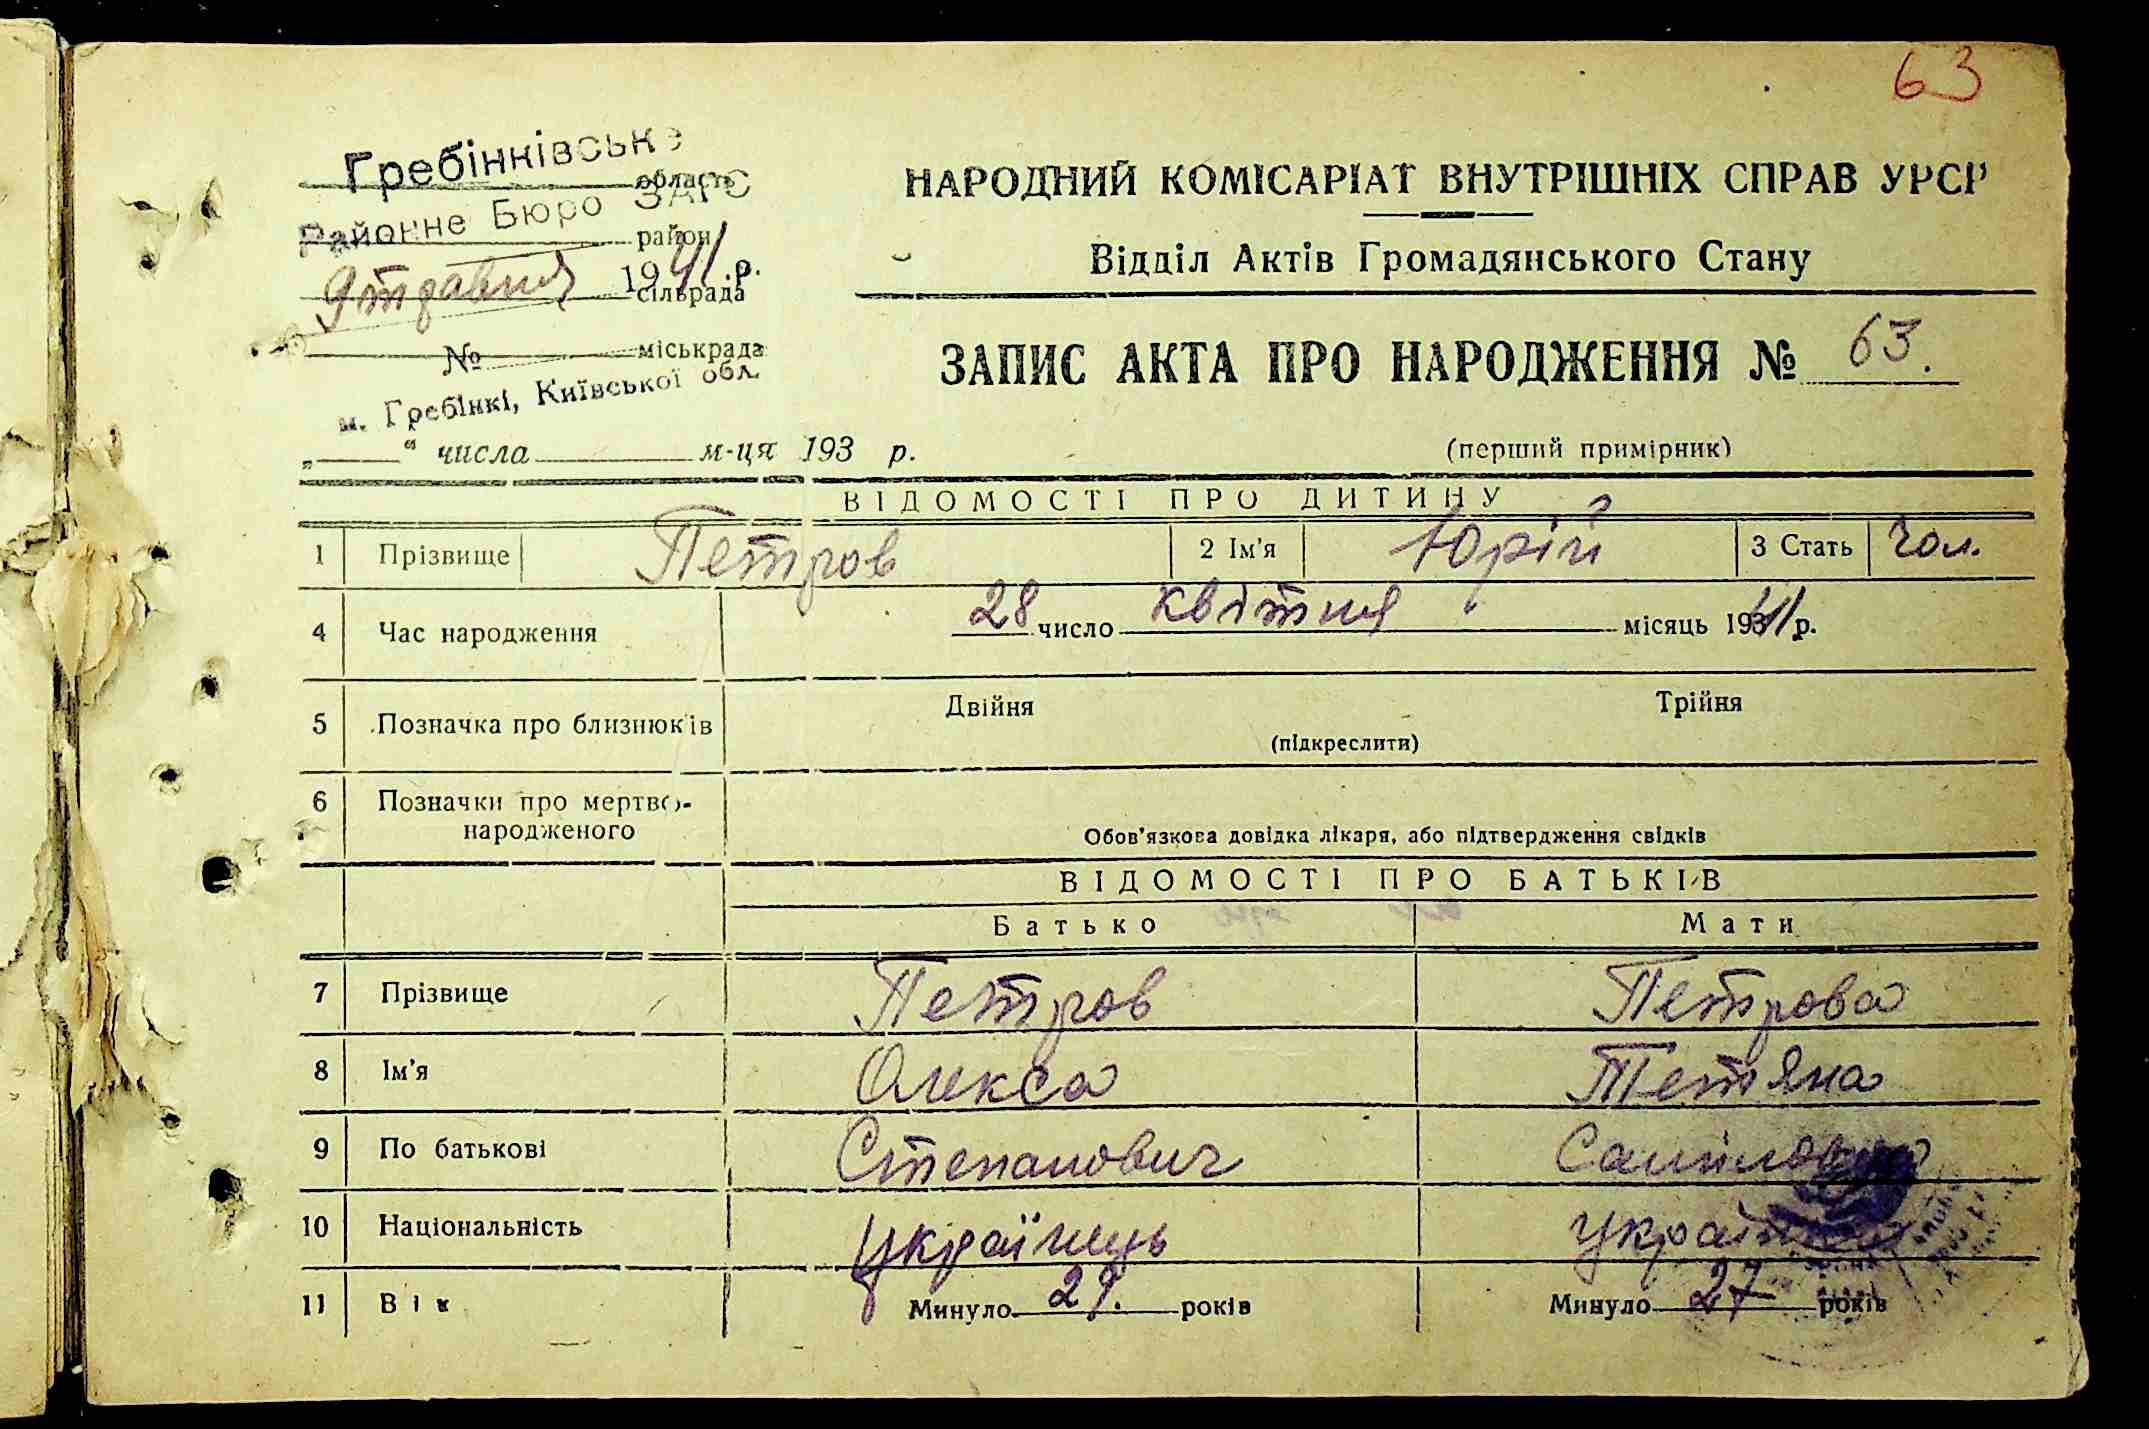 63
Гребінківське
область
Районне Бюро ЗАГС
район
9 травня 1941 р.
сільрада
№ міськрада
м. Гребінкі, Київської обл.
„ “ числа м-ця 193 р.
НАРОДНИЙ КОМІСАРІАТ ВНУТРІШНІХ СПРАВ УРСР
Відділ Актів Громадянського Стану
ЗАПИС АКТА ПРО НАРОДЖЕННЯ № 63.
(перший примірник)
ВІДОМОСТІ ПРО ДИТИНУ
1 Прізвище Петров 2 Ім'я Юрій 3 Стать Чол.
4 Час народження 28 число квітня місяць 1941 р.
5 Позначка про близнюків Двійня Трійня
(підкреслити)
6 Позначки про мертво-
народженого
Обов'язкова довідка лікаря, або підтвердження свідків
ВІДОМОСТІ ПРО БАТЬКІВ
Батько Мати
7 Прізвище Петров Петрова
8 Ім'я Олекса Тетяна
9 По батькові Степанович
10 Національність Українець Українка
11 Вік Минуло 29. років Минуло 27 років